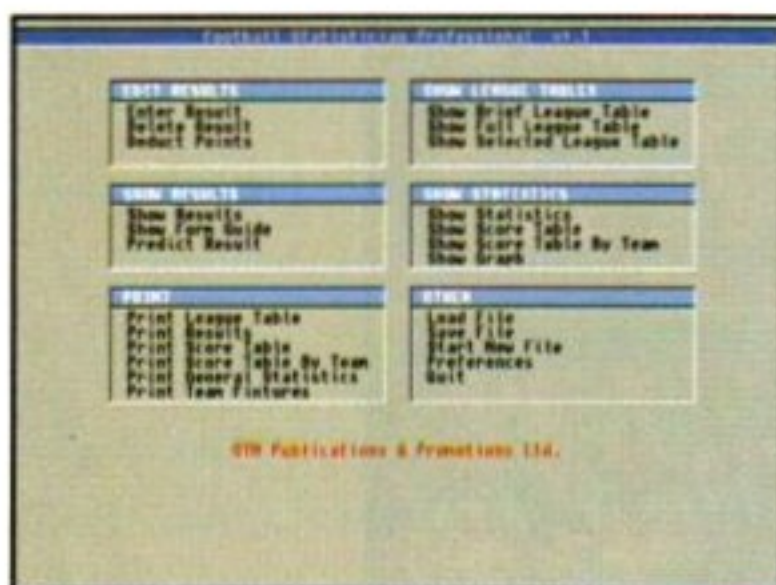 Football Statistician Professional v1.1
EDIT RESULTS
Enter Result
Delete Result
Deduct Points
SHOW LEAGUE TABLES
Show Brief League Table
Show Full League Table
Show Selected League Table
SHOW RESULTS
Show Results
Show Form Guide
Predict Result
SHOW STATISTICS
Show Statistics
Show Score Table
Show Score Table By Team
Show Graph
PRINT
Print League Table
Print Results
Print Score Table
Print Score Table By Team
Print General Statistics
Print Team Fixtures
OTHER
Load File
Save File
Start New File
Preferences
Quit
OTM Publications & Promotions Ltd.